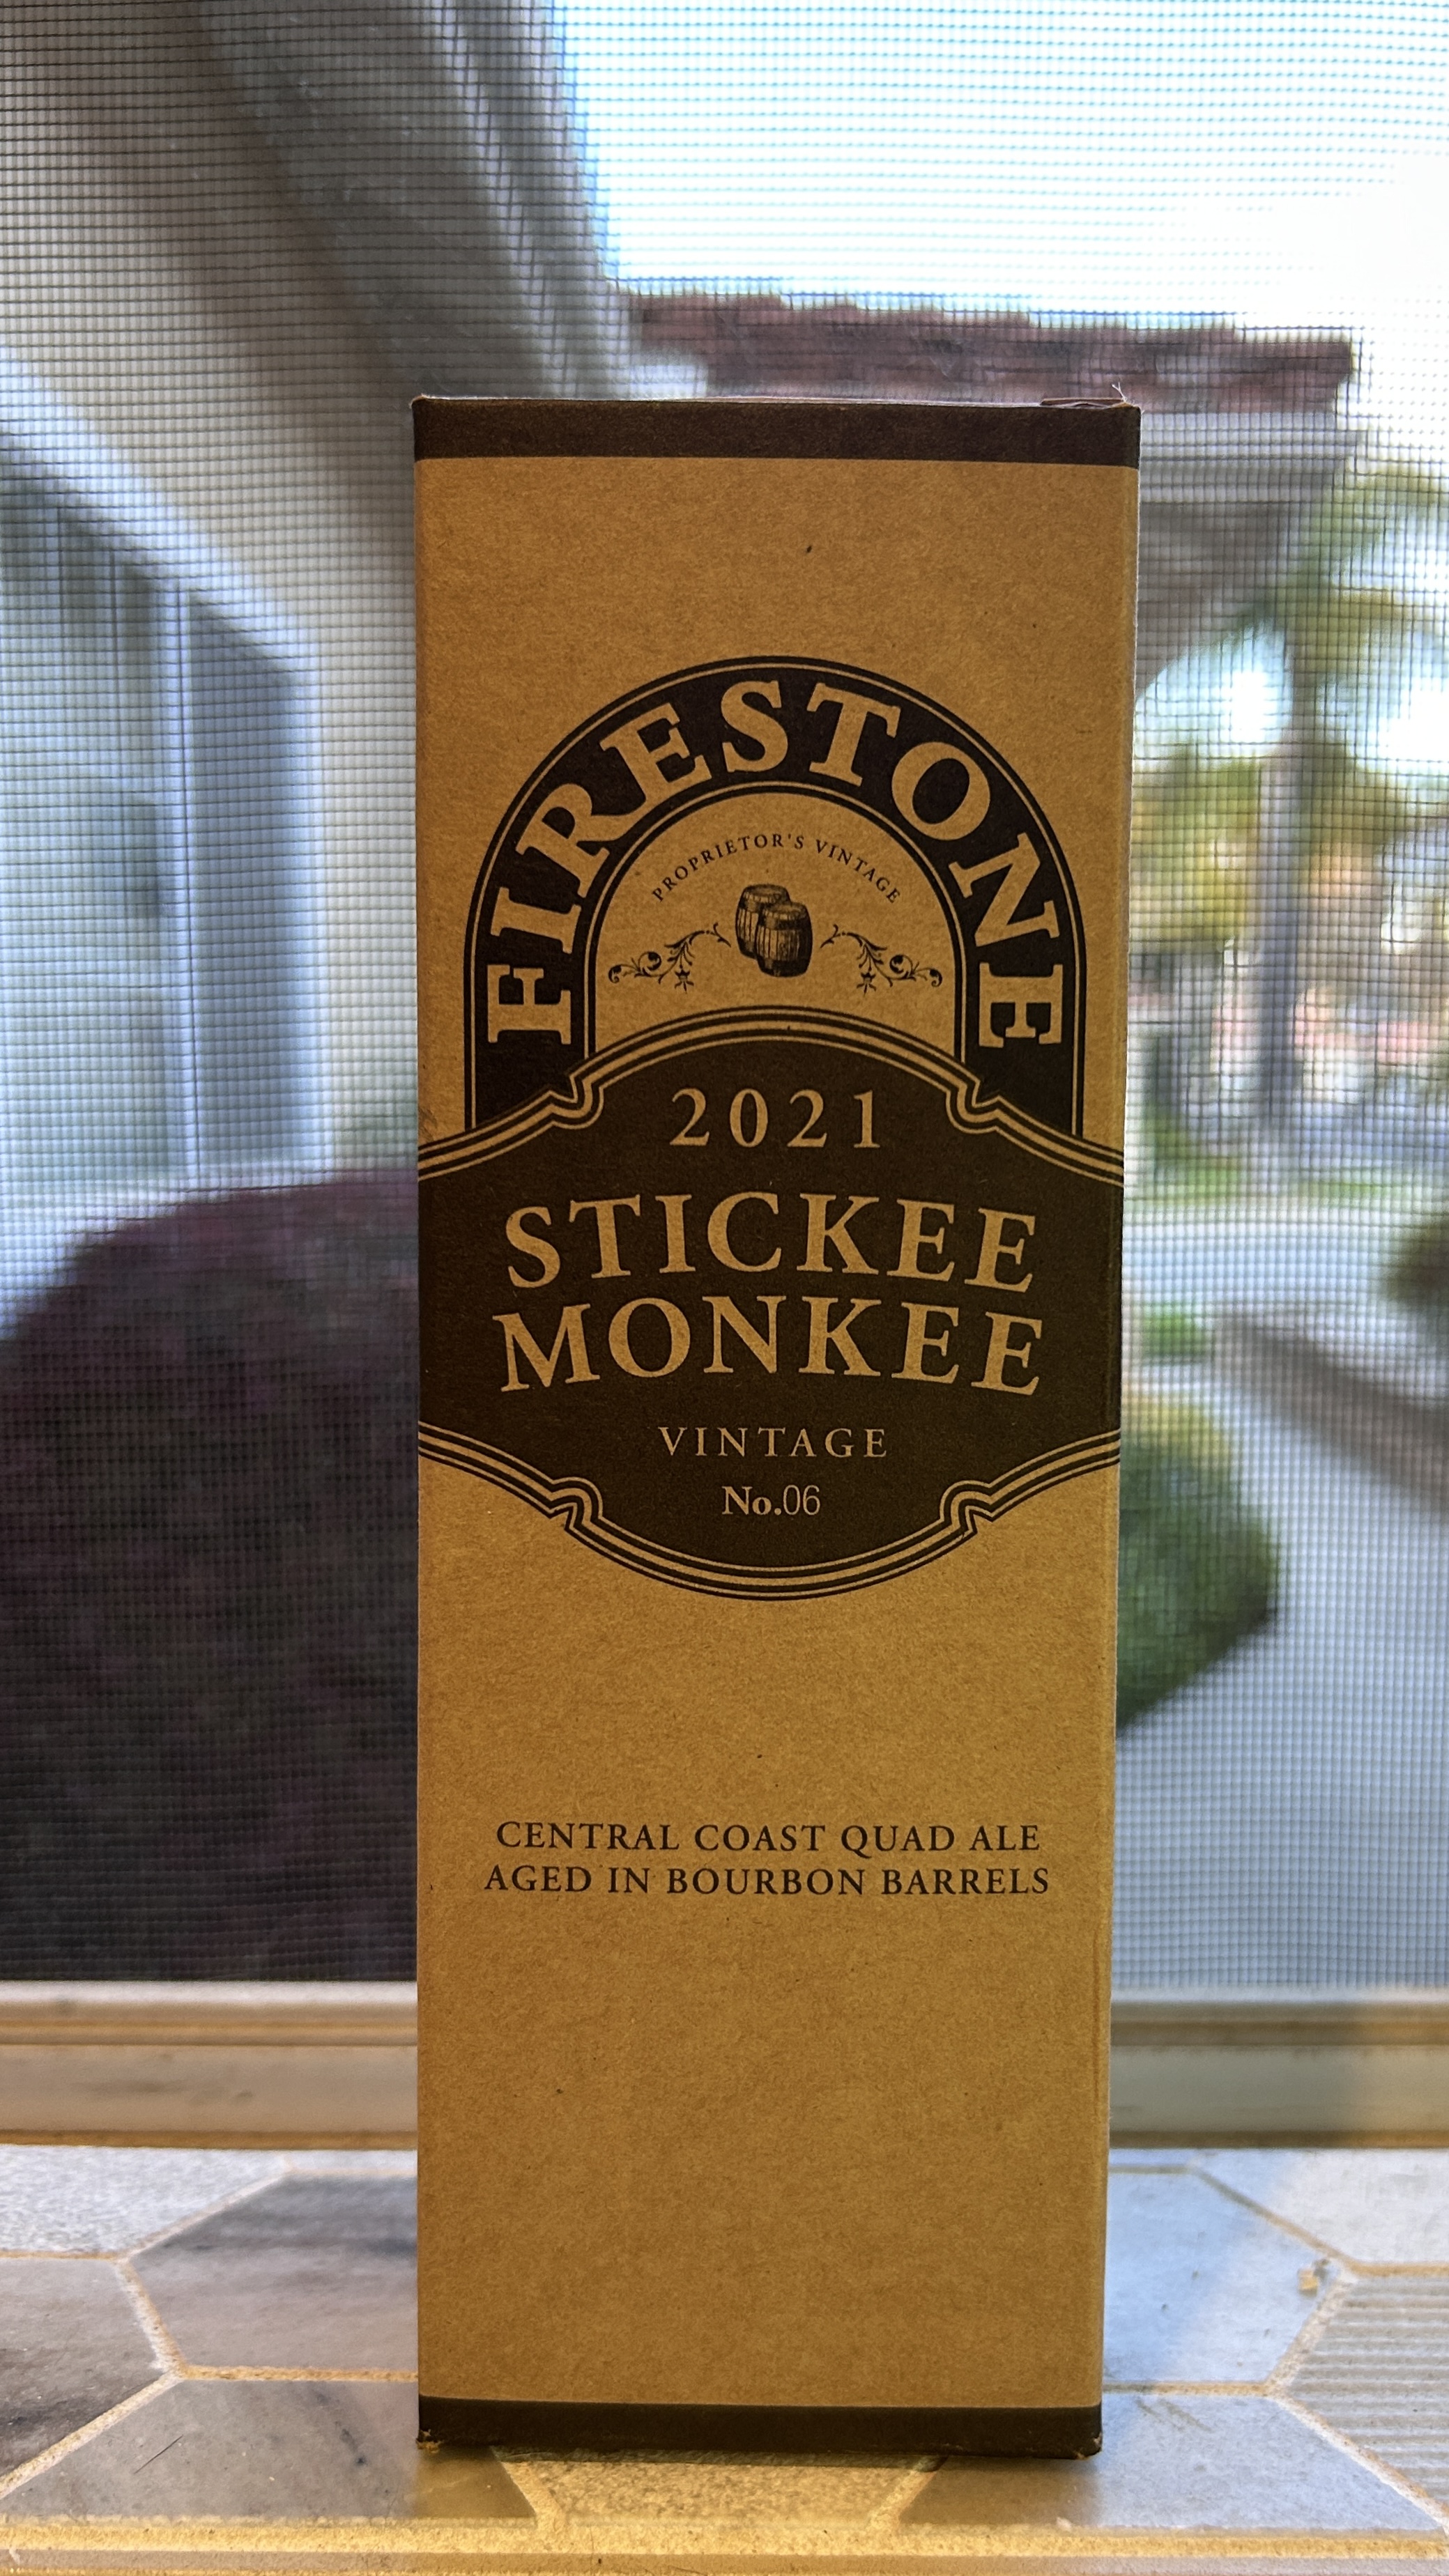 FIRESTONE
PROPRIETOR'S VINTAGE
2021
STICKEE
MONKEE
VINTAGE
No.06
CENTRAL COAST QUAD ALE
AGED IN BOURBON BARRELS